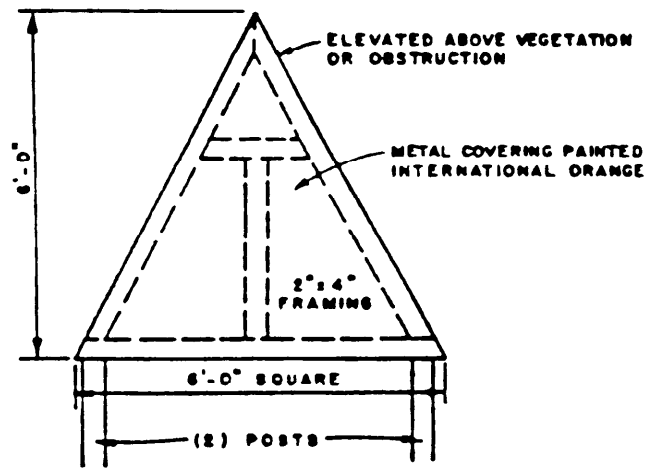 ELEVATED ABOVE VEGETATION
OR OBSTRUCTION
6'-0"
METAL COVERING PAINTED
INTERNATIONAL ORANGE
2"x 4"
FRAMING
6'-0" SQUARE
(2) POSTS